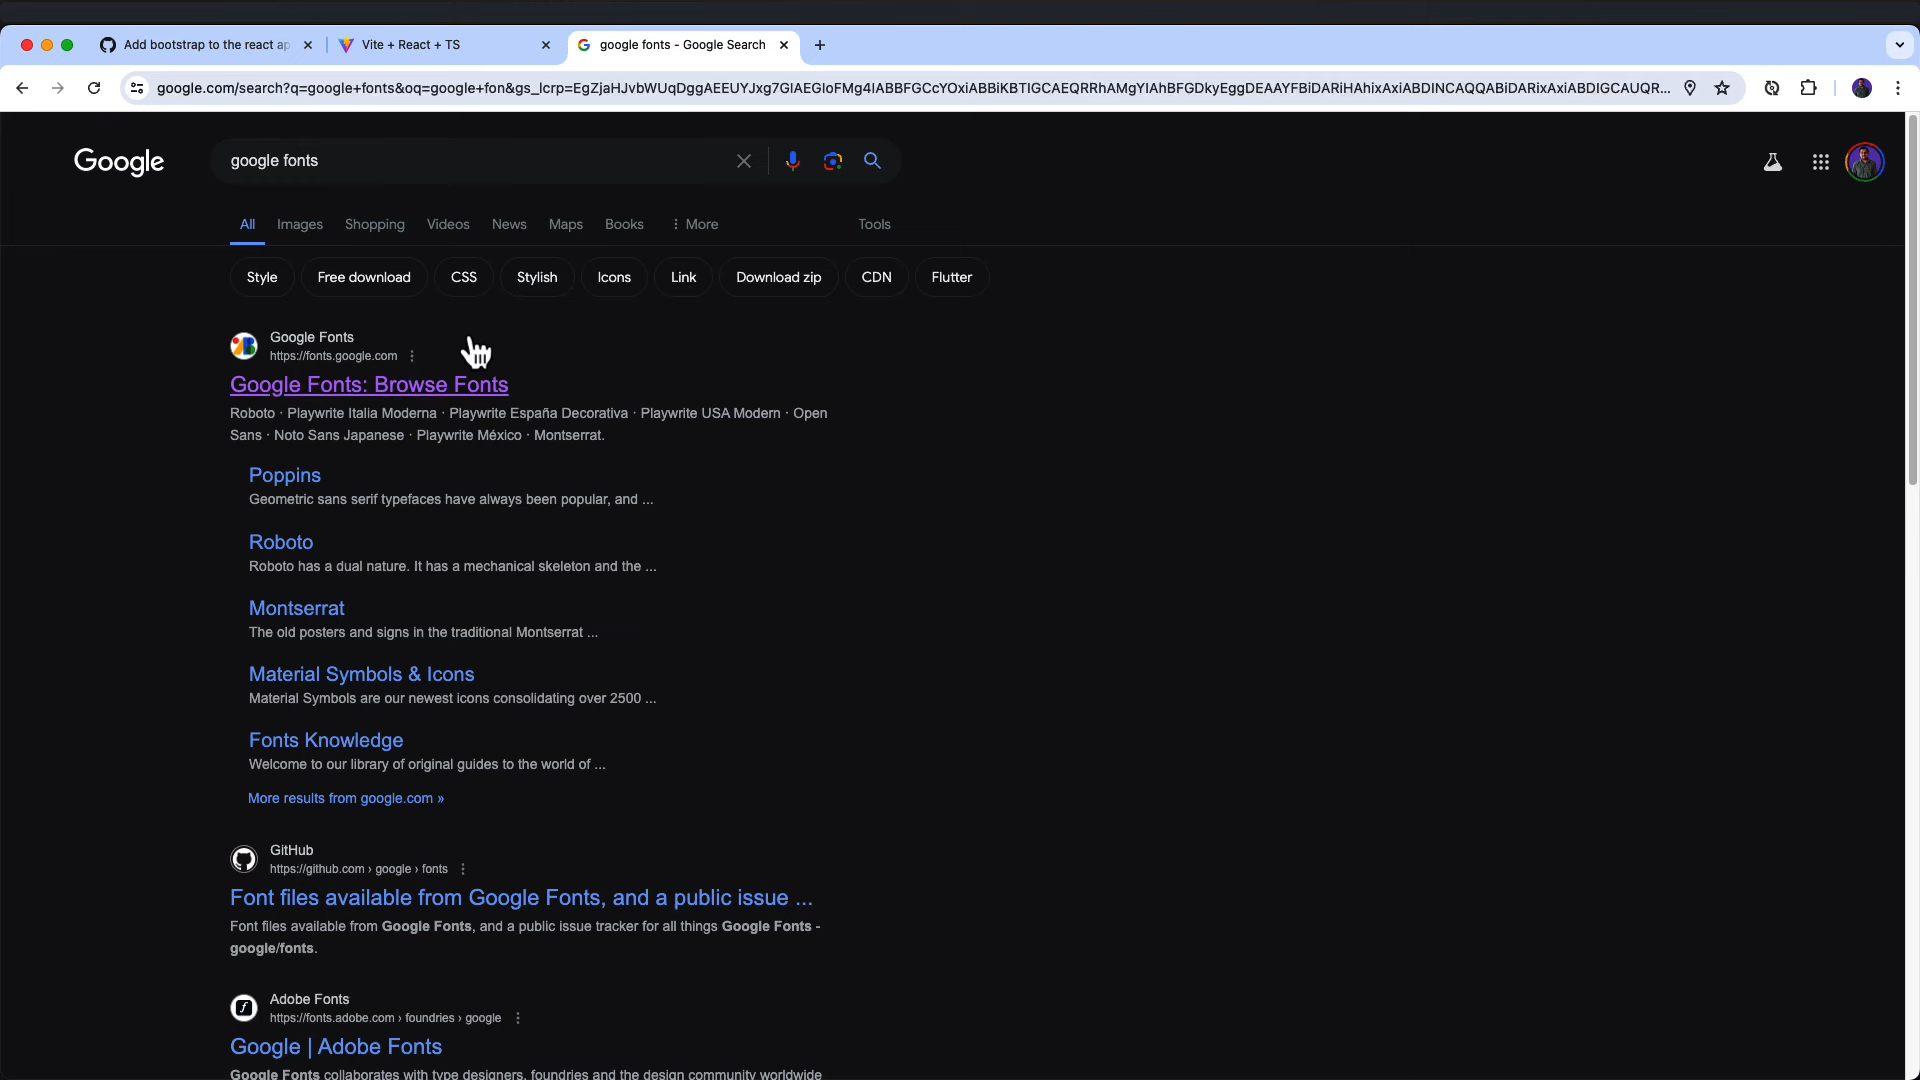 Add bootstrap to the react ap
Vite + React + TS
google fonts - Google Search
google.com/search?q=google+fonts&oq=google+fon&gs_lcrp=EgZjaHJvbWUqDggAEEUYJxg7GIAEGIoFMg4IABBFGCcYOxiABBiKBTIGCAEQRRhAMgYIAhBFGDkyEggDEAAYFBiDARiHAhixAxiABDINCAQQABiDARixAxiABDIGCAUQR...
Google
google fonts
All
Images
Shopping
Videos
News
Maps
Books
More
Tools
Style
Free download
CSS
Stylish
Icons
Link
Download zip
CDN
Flutter
Google Fonts
https://fonts.google.com
Google Fonts: Browse Fonts
Roboto · Playwrite Italia Moderna · Playwrite España Decorativa · Playwrite USA Modern · Open
Sans · Noto Sans Japanese · Playwrite México · Montserrat.
Poppins
Geometric sans serif typefaces have always been popular, and ...
Roboto
Roboto has a dual nature. It has a mechanical skeleton and the ...
Montserrat
The old posters and signs in the traditional Montserrat ...
Material Symbols & Icons
Material Symbols are our newest icons consolidating over 2500 ...
Fonts Knowledge
Welcome to our library of original guides to the world of ...
More results from google.com »
GitHub
https://github.com › google › fonts
Font files available from Google Fonts, and a public issue ...
Font files available from Google Fonts, and a public issue tracker for all things Google Fonts -
google/fonts.
Adobe Fonts
https://fonts.adobe.com › foundries › google
Google | Adobe Fonts
Google Fonts collaborates with type designers, foundries and the design community worldwide